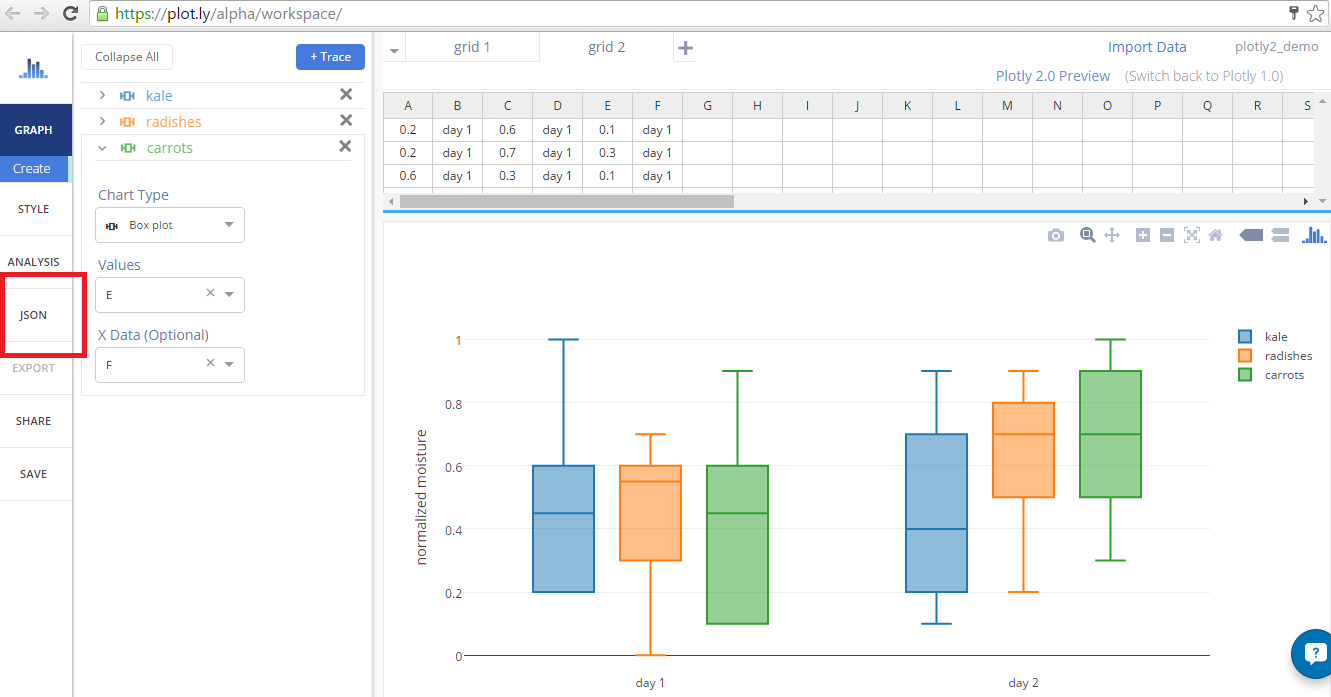 https://plot.ly/alpha/workspace/
Collapse All
+ Trace
kale
radishes
carrots
GRAPH
Create
STYLE
ANALYSIS
JSON
EXPORT
SHARE
SAVE
Chart Type
Box plot
Values
E
X Data (Optional)
F
grid 1 grid 2
Import Data plotly2_demo
Plotly 2.0 Preview (Switch back to Plotly 1.0)
A B C D E F G H I J K L M N O P Q R S
0.2 day 1 0.6 day 1 0.1 day 1
0.2 day 1 0.7 day 1 0.3 day 1
0.6 day 1 0.3 day 1 0.1 day 1
kale
radishes
carrots
normalized moisture
1
0.8
0.6
0.4
0.2
0
day 1 day 2
?